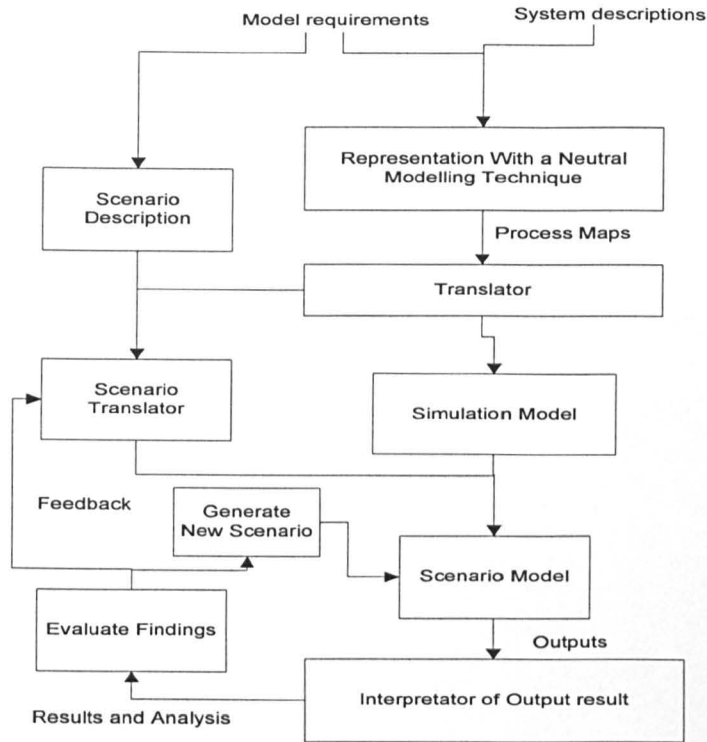 Model requirements
System descriptions
Representation With a Neutral
Modelling Technique
Scenario
Description
Process Maps
Translator
Scenario
Translator
Simulation Model
Feedback
Generate
New Scenario
Scenario Model
Evaluate Findings
Outputs
Interpretator of Output result
Results and Analysis